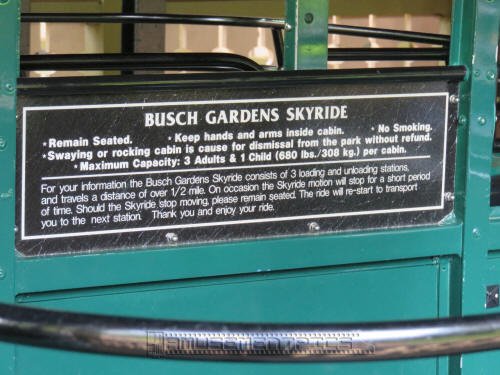 BUSCH GARDENS SKYRIDE
•Remain Seated. •Keep hands and arms inside cabin. •No Smoking.
•Swaying or rocking cabin is cause for dismissal from the park without refund.
•Maximum Capacity: 3 Adults & 1 Child (680 lbs./308 kg.) per cabin.
For your information the Busch Gardens Skyride consists of 3 loading and unloading stations,
and travels a distance of over 1/2 mile. On occasion the Skyride motion will stop for a short period
of time. Should the Skyride stop moving, please remain seated. The ride will re-start to transport
you to the next station. Thank you and enjoy your ride.
AMUSEMENTPICS